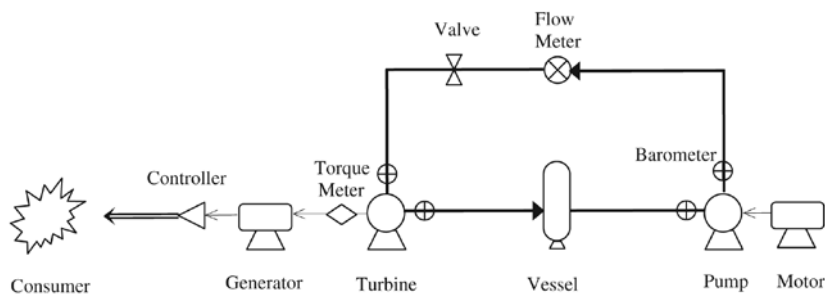 Valve
Flow
Meter
Barometer
Torque
Meter
Controller
Consumer
Generator
Turbine
Vessel
Pump
Motor